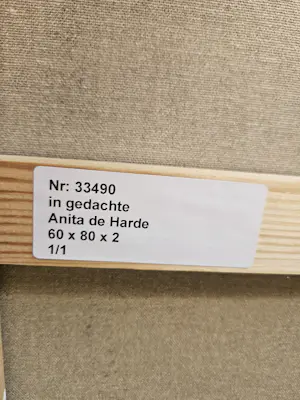 Nr: 33490
in gedachte
Anita de Harde
60 x 80 x 2
1/1